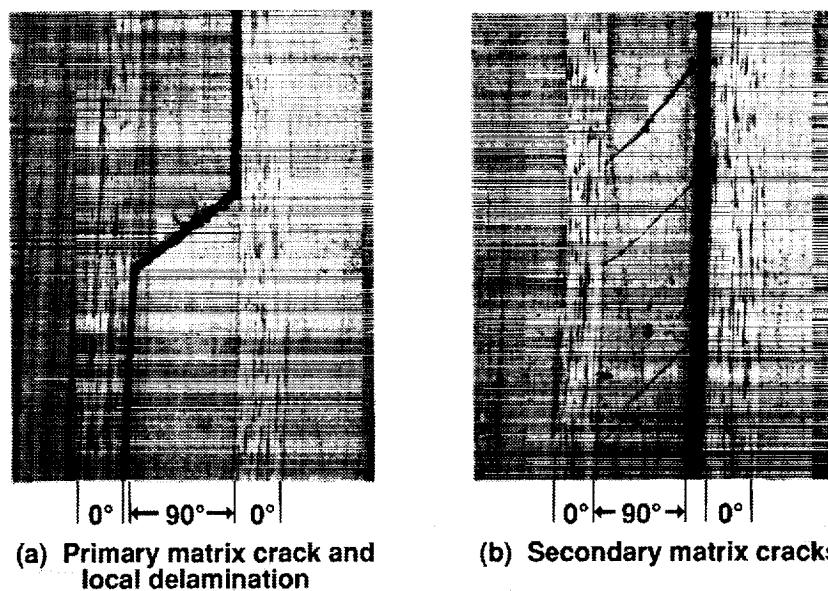 0° 90° 0°
(a) Primary matrix crack and
local delamination
0° 90° 0°
(b) Secondary matrix cracks